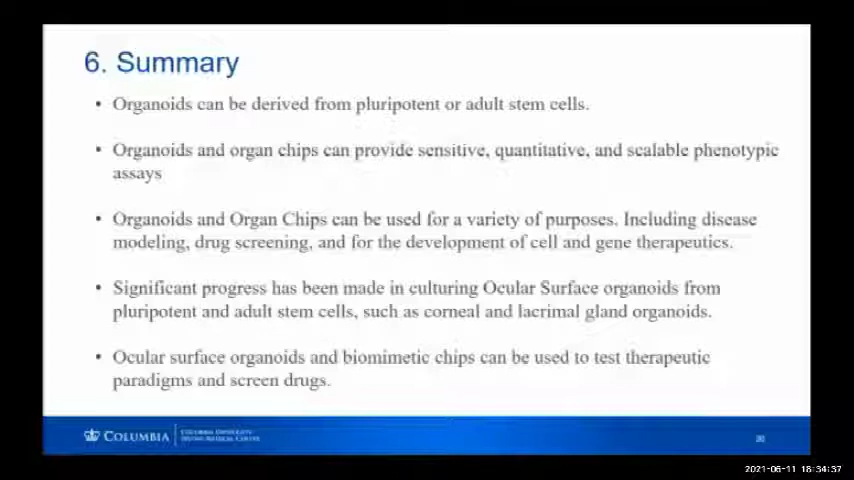 6. Summary
• Organoids can be derived from pluripotent or adult stem cells.
• Organoids and organ chips can provide sensitive, quantitative, and scalable phenotypic
assays
• Organoids and Organ Chips can be used for a variety of purposes. Including disease
modeling, drug screening, and for the development of cell and gene therapeutics.
• Significant progress has been made in culturing Ocular Surface organoids from
pluripotent and adult stem cells, such as corneal and lacrimal gland organoids.
• Ocular surface organoids and biomimetic chips can be used to test therapeutic
paradigms and screen drugs.
COLUMBIA
COLUMBIA UNIVERSITY
IRVING MEDICAL CENTER
2021-06-11 18:34:37